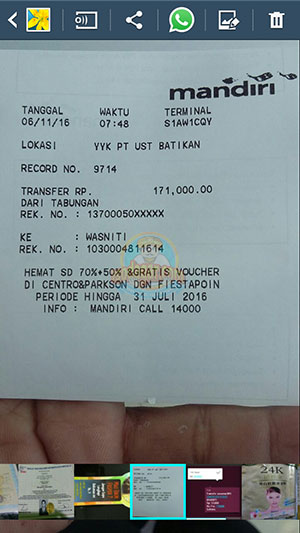 mandiri
TANGGAL WAKTU TERMINAL
06/11/16 07:48 S1AW1CQY
LOKASI YYK PT UST BATIKAN
RECORD NO. 9714
TRANSFER RP. 171,000.00
DARI TABUNGAN
REK. NO. : 13700050XXXXX
KE : WASNITI
REK. NO. : 1030004811614
HEMAT SD 70%+50% &GRATIS VOUCHER
DI CENTRO&PARKSON DGN FIESTAPOIN
PERIODE HINGGA 31 JULI 2016
INFO : MANDIRI CALL 14000
24K